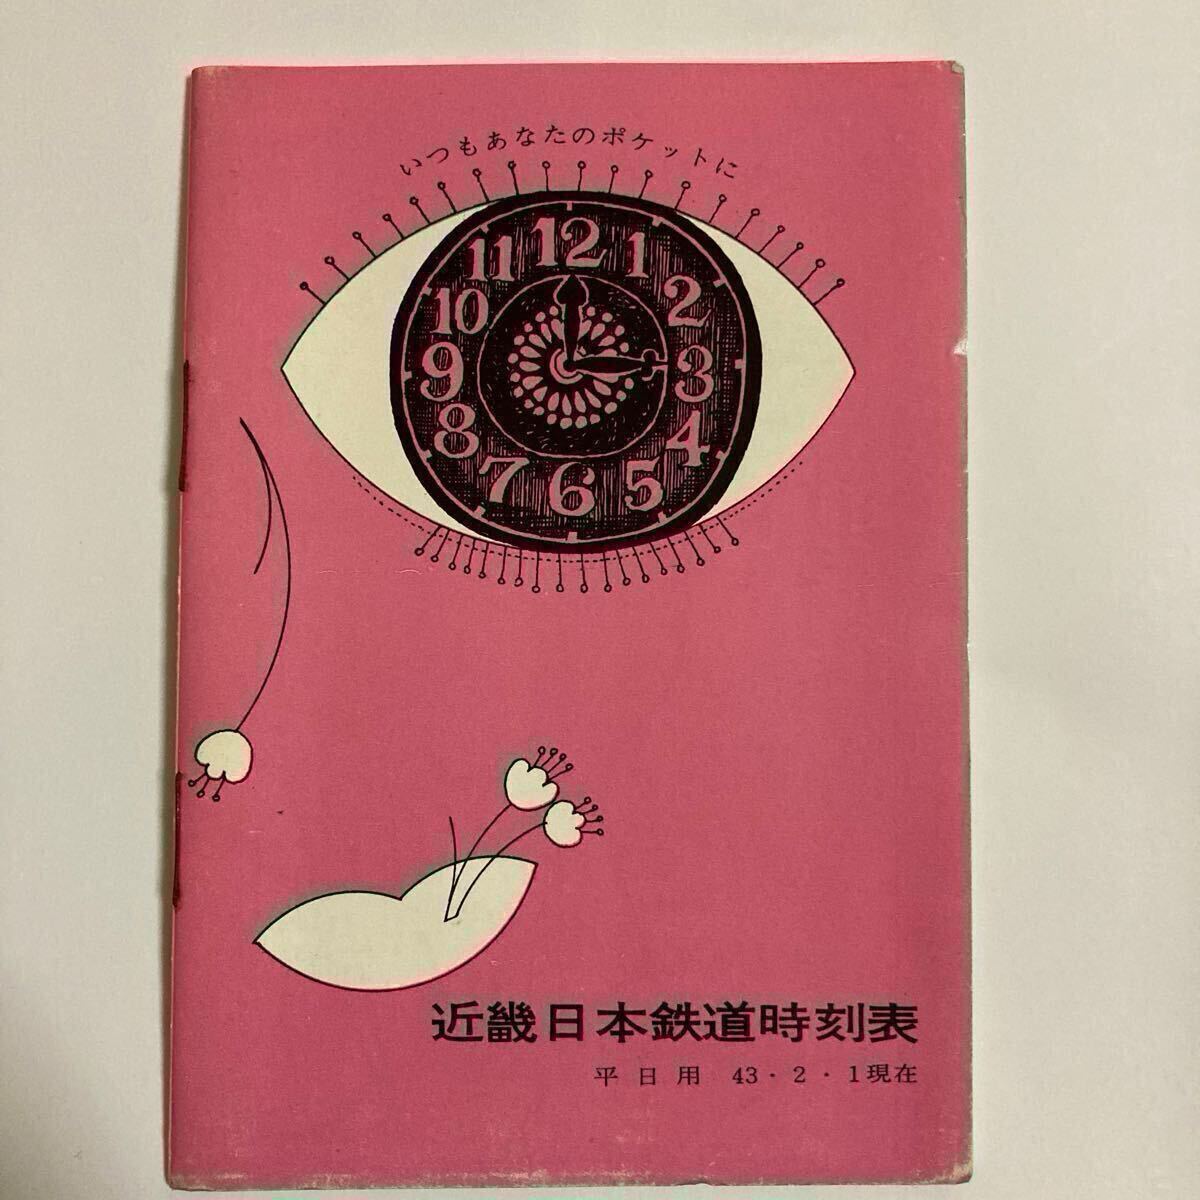 いつもあなたのポケットに
11 12 1
10 2
9 3
8 4
7 6 5
近畿日本鉄道時刻表
平日用 43・2・1現在